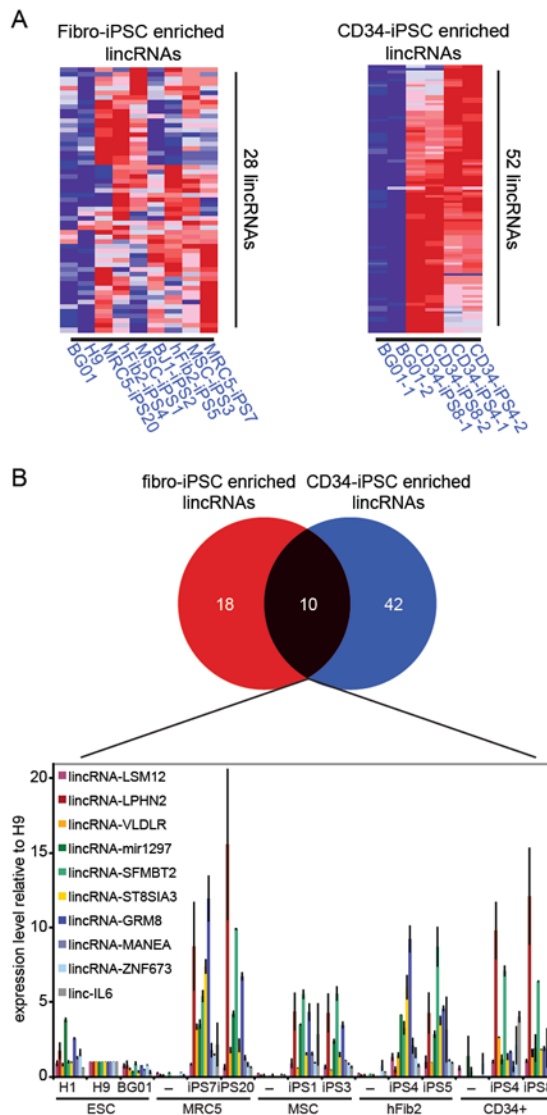 A
Fibro-iPSC enriched
lincRNAs
CD34-iPSC enriched
lincRNAs
28 lincRNAs
52 lincRNAs
BG01
H9
MRC5-iPS20
hFib2-iPS4
MSC-iPS1
BJ1-iPS2
hFib2-iPS5
MSC-iPS3
MRC5-iPS7
BG01-1
BG01-2
CD34-iPS8-1
CD34-iPS8-2
CD34-iPS4-1
CD34-iPS4-2
B
fibro-iPSC enriched
lincRNAs
CD34-iPSC enriched
lincRNAs
18
10
42
expression level relative to H9
20
15
10
5
0
lincRNA-LSM12
lincRNA-LPHN2
lincRNA-VLDLR
lincRNA-mir1297
lincRNA-SFMBT2
lincRNA-ST8SIA3
lincRNA-GRM8
lincRNA-MANEA
lincRNA-ZNF673
linc-IL6
H1 H9 BG01 – iPS7 iPS20 – iPS1 iPS3 – iPS4 iPS5 – iPS4 iPS8
ESC MRC5 MSC hFib2 CD34+